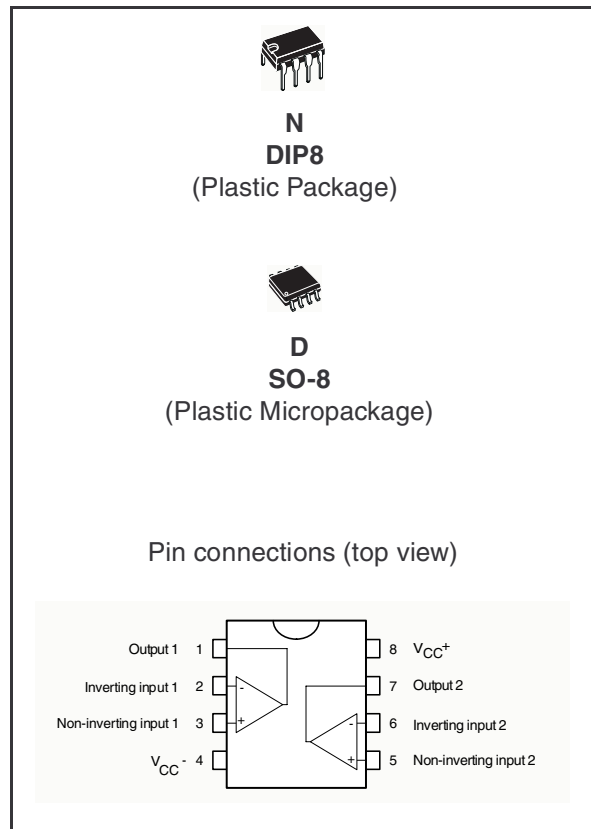 N
DIP8
(Plastic Package)
D
SO-8
(Plastic Micropackage)
Pin connections (top view)
Output 1 1
Inverting input 1 2 -
Non-inverting input 1 3 +
VCC - 4
8 VCC+
7 Output 2
- 6 Inverting input 2
+ 5 Non-inverting input 2